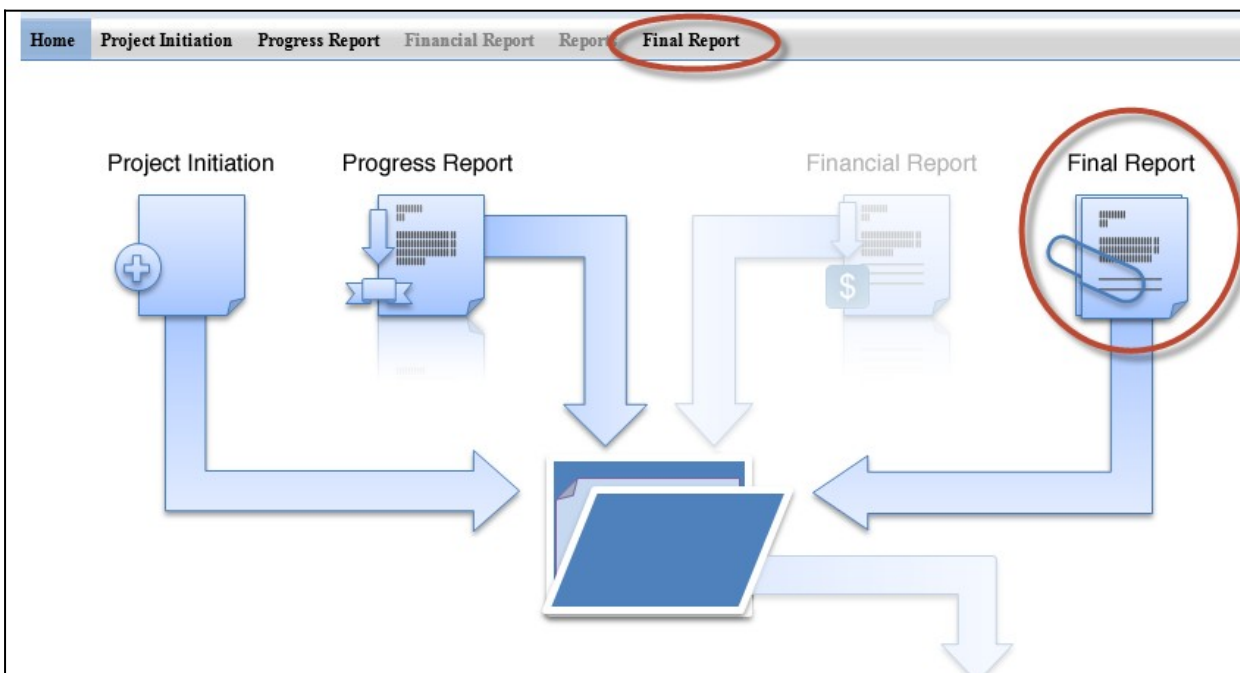 Home Project Initiation Progress Report Financial Report Report Final Report
Project Initiation Progress Report Financial Report Final Report
$